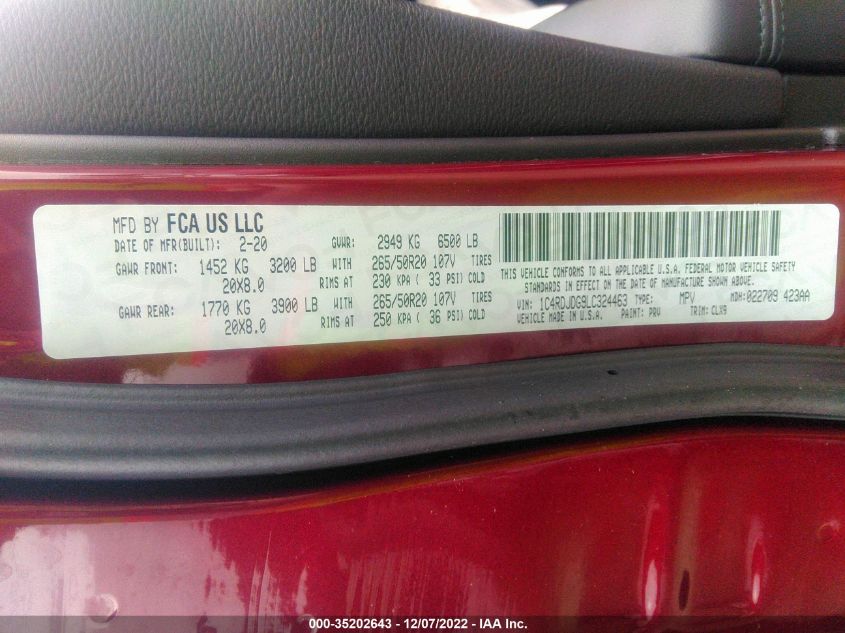 MFD BY FCA US LLC
DATE OF MFR(BUILT): 2-20 GVWR: 2949 KG 6500 LB
GAWR FRONT: 1452 KG 3200 LB WITH 265/50R20 107V TIRES
20X8.0 RIMS AT 230 KPA ( 33 PSI) COLD
GAWR REAR: 1770 KG 3900 LB WITH 265/50R20 107V TIRES
20X8.0 RIMS AT 250 KPA ( 36 PSI) COLD
THIS VEHICLE CONFORMS TO ALL APPLICABLE U.S.A. FEDERAL MOTOR VEHICLE SAFETY
STANDARDS IN EFFECT ON THE DATE OF MANUFACTURE SHOWN ABOVE.
VIN: 1C4RDJDG9LC324463 TYPE: MPV MDH:022709 423AA
VEHICLE MADE IN U.S.A. PAINT: PRV TRIM: CLX9
000-35202643 - 12/07/2022 - IAA Inc.